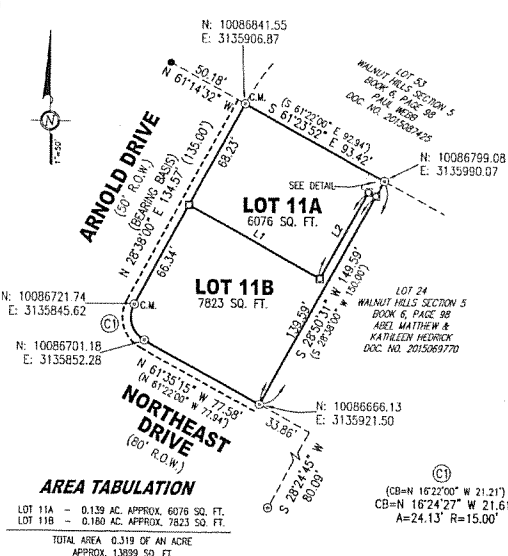 N: 10086841.55
E: 3135906.87
50.18'
N 61°14'32" W
C.M.
LOT 53
WALNUT HILLS SECTION 5
BOOK 6, PAGE 98
PAUL WEBB
DOC. NO. 2015087425
(S 61°22'00" E 92.94')
S 61°23'52" E 93.42'
N
1"=50'
N: 10086799.08
E: 3135990.07
ARNOLD DRIVE
(50' R.O.W.)
(BEARING BASIS)
N 28°38'00" E 134.57' (135.00')
68.23'
SEE DETAIL
LOT 11A
6076 SQ. FT.
L1
L2
66.34'
LOT 11B
7823 SQ. FT.
139.59'
S 28°50'31" W 149.59'
(S 28°38'00" W 150.00')
LOT 24
WALNUT HILLS SECTION 5
BOOK 6, PAGE 98
ABEL MATTHEW &
KATHLEEN HEDRICK
DOC. NO. 2015069770
N: 10086721.74
E: 3135845.62
C.M.
C1
N: 10086701.18
E: 3135852.28
N 61°35'15" W 77.58'
(N 61°22'00" W 77.94')
NORTHEAST
DRIVE
(80' R.O.W.)
N: 10086666.13
E: 3135921.50
33.86'
S 28°24'45" W
80.09'
AREA TABULATION
LOT 11A - 0.139 AC. APPROX. 6076 SQ. FT.
LOT 11B - 0.180 AC. APPROX. 7823 SQ. FT.
TOTAL AREA 0.319 OF AN ACRE
APPROX. 13899 SQ. FT.
C1
(CB=N 16°22'00" W 21.21')
CB=N 16°24'27" W 21.61
A=24.13' R=15.00'